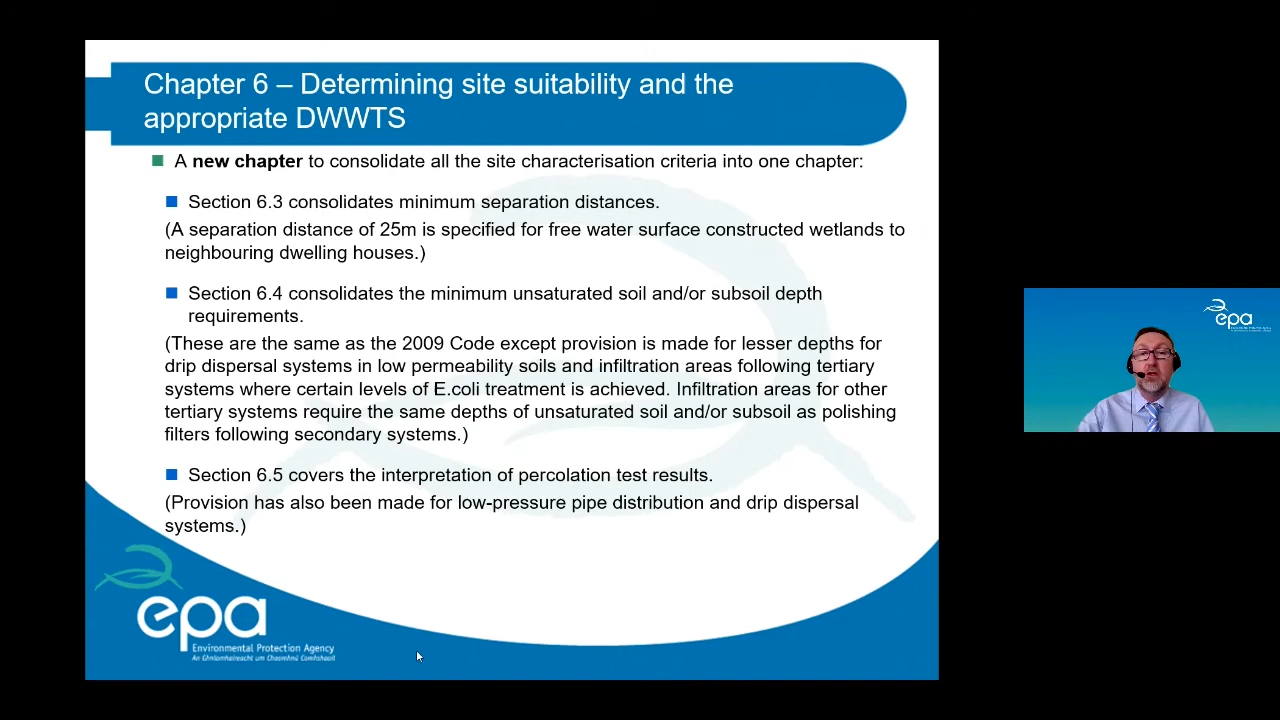 Chapter 6 – Determining site suitability and the
appropriate DWWTS
A new chapter to consolidate all the site characterisation criteria into one chapter:
Section 6.3 consolidates minimum separation distances.
(A separation distance of 25m is specified for free water surface constructed wetlands to
neighbouring dwelling houses.)
Section 6.4 consolidates the minimum unsaturated soil and/or subsoil depth
requirements.
(These are the same as the 2009 Code except provision is made for lesser depths for
drip dispersal systems in low permeability soils and infiltration areas following tertiary
systems where certain levels of E.coli treatment is achieved. Infiltration areas for other
tertiary systems require the same depths of unsaturated soil and/or subsoil as polishing
filters following secondary systems.)
Section 6.5 covers the interpretation of percolation test results.
(Provision has also been made for low-pressure pipe distribution and drip dispersal
systems.)
epa
Environmental Protection Agency
An Ghníomhaireacht um Chaomhnú Comhshaoil
epa